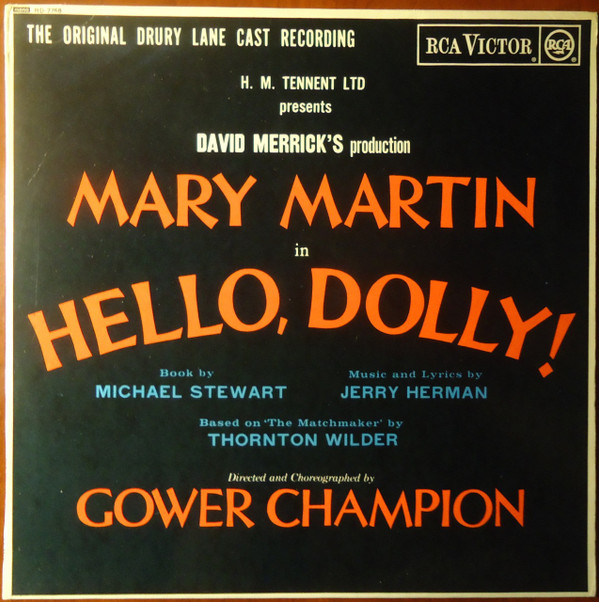 THE ORIGINAL DRURY LANE CAST RECORDING
RCA VICTOR
RCA
H. M. TENNENT LTD
presents
DAVID MERRICK'S production
MARY MARTIN
in
HELLO, DOLLY!
Book by
MICHAEL STEWART
Music and Lyrics by
JERRY HERMAN
Based on 'The Matchmaker' by
THORNTON WILDER
Directed and Choreographed by
GOWER CHAMPION